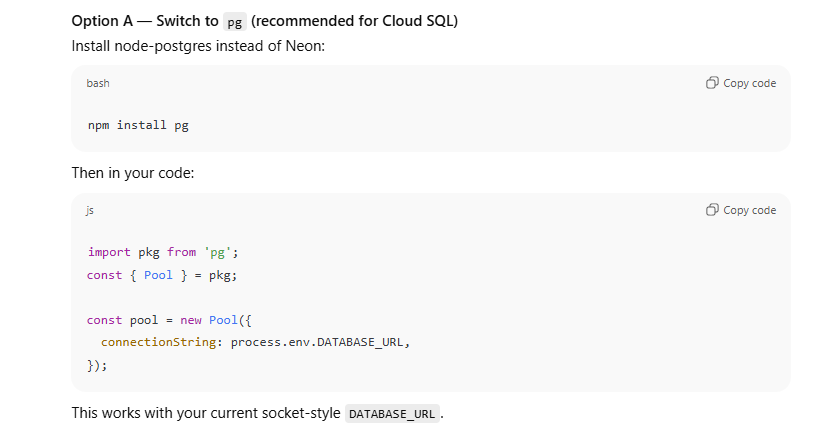 Option A — Switch to pg (recommended for Cloud SQL)
Install node-postgres instead of Neon:
bash
Copy code
npm install pg
Then in your code:
js
Copy code
import pkg from 'pg';
const { Pool } = pkg;
const pool = new Pool({
  connectionString: process.env.DATABASE_URL,
});
This works with your current socket-style DATABASE_URL.